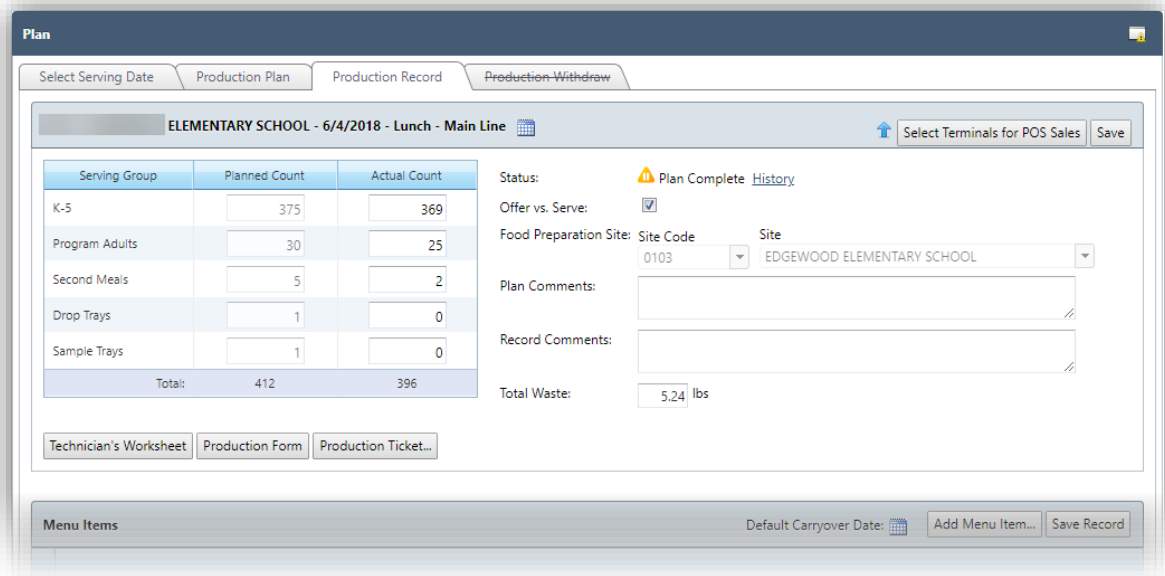 Plan
Select Serving Date Production Plan Production Record Production Withdraw
ELEMENTARY SCHOOL - 6/4/2018 - Lunch - Main Line Select Terminals for POS Sales Save
Serving Group Planned Count Actual Count
K-5 375 369
Program Adults 30 25
Second Meals 5 2
Drop Trays 1 0
Sample Trays 1 0
Total: 412 396
Status: Plan Complete History
Offer vs. Serve:
Food Preparation Site: Site Code Site
0103 EDGEWOOD ELEMENTARY SCHOOL
Plan Comments:
Record Comments:
Total Waste: 5.24 lbs
Technician's Worksheet Production Form Production Ticket...
Menu Items Default Carryover Date: Add Menu Item... Save Record